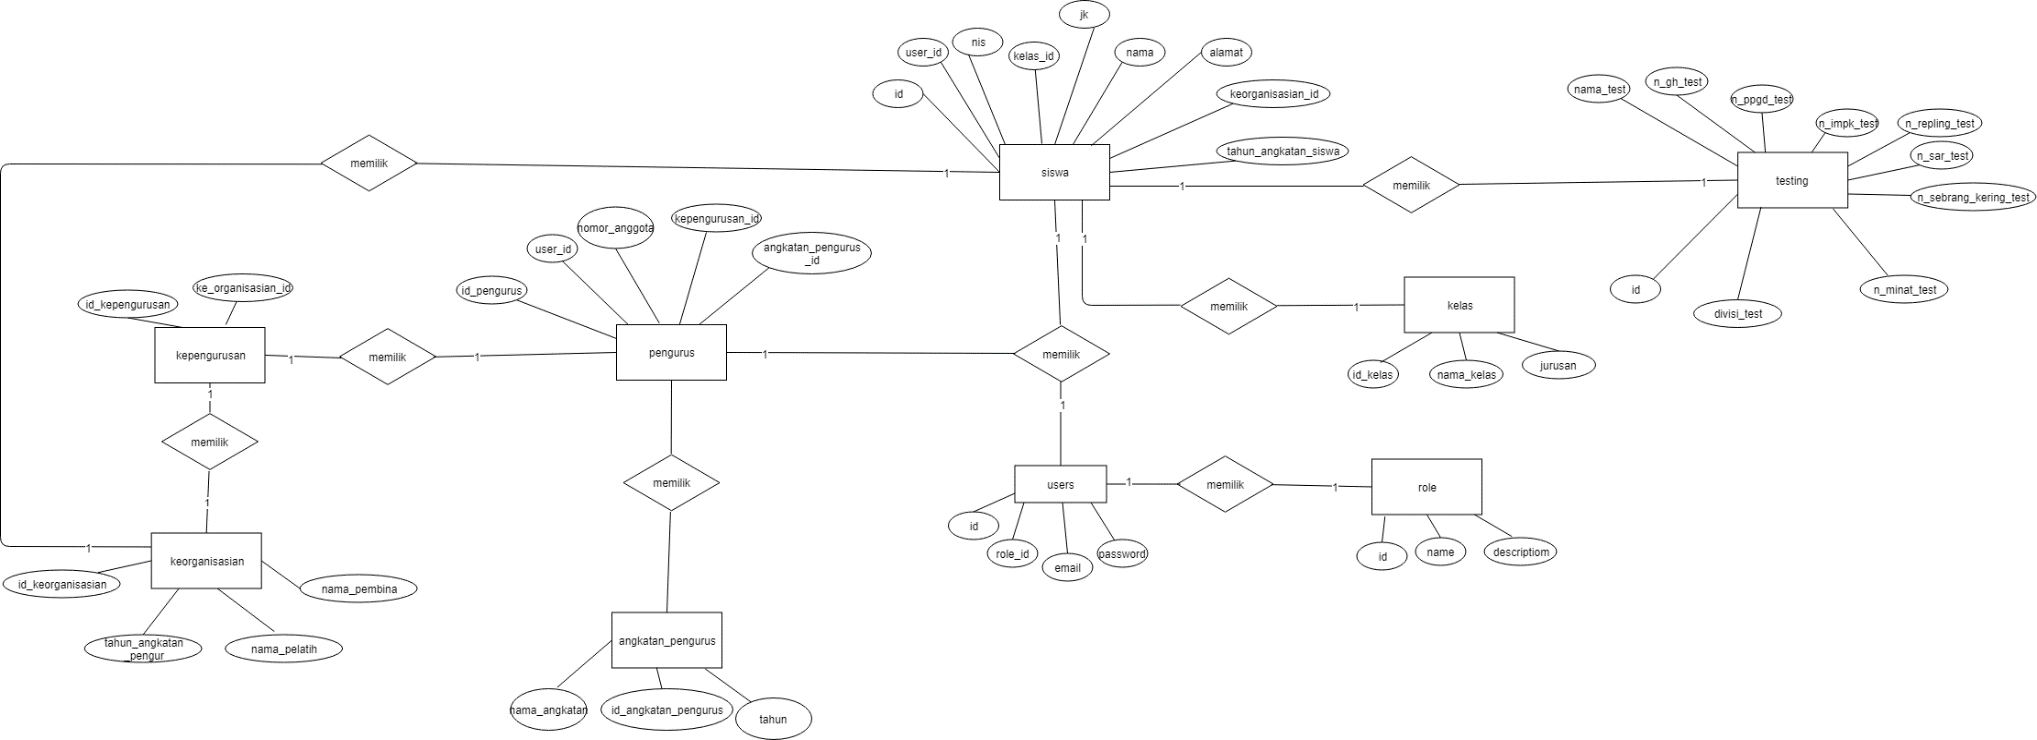 jk
nis
user_id
kelas_id
nama
alamat
id
keorganisasian_id
tahun_angkatan_siswa
siswa
1
memilik
1
memilik
1
testing
nama_test
n_gh_test
n_ppgd_test
n_impk_test
n_repling_test
n_sar_test
n_sebrang_kering_test
id
divisi_test
n_minat_test
1
1
memilik
1
kelas
id_kelas
nama_kelas
jurusan
nomor_anggota
kepengurusan_id
user_id
angkatan_pengurus
_id
id_pengurus
pengurus
1
memilik
1
ke_organisasian_id
id_kepengurusan
kepengurusan
1
memilik
1
1
memilik
1
1
keorganisasian
id_keorganisasian
nama_pembina
tahun_angkatan
_pengur
nama_pelatih
memilik
angkatan_pengurus
nama_angkatan
id_angkatan_pengurus
tahun
users
1
memilik
1
role
id
role_id
email
password
id
name
descriptiom